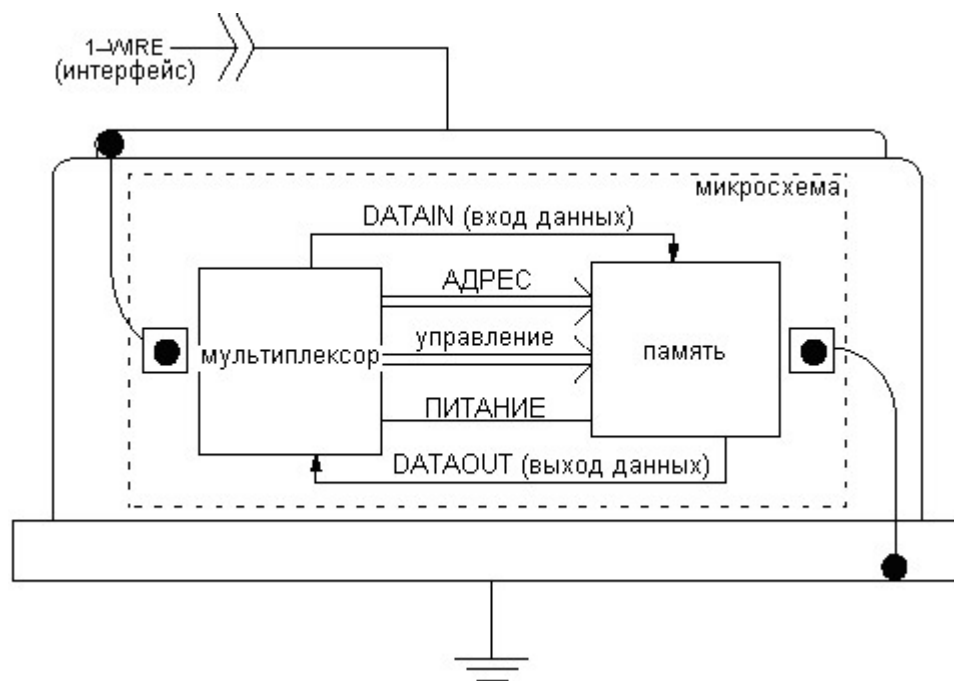 1–WIRE
(интерфейс)
микросхема
DATAIN (вход данных)
АДРЕС
управление
мультиплексор
память
ПИТАНИЕ
DATAOUT (выход данных)